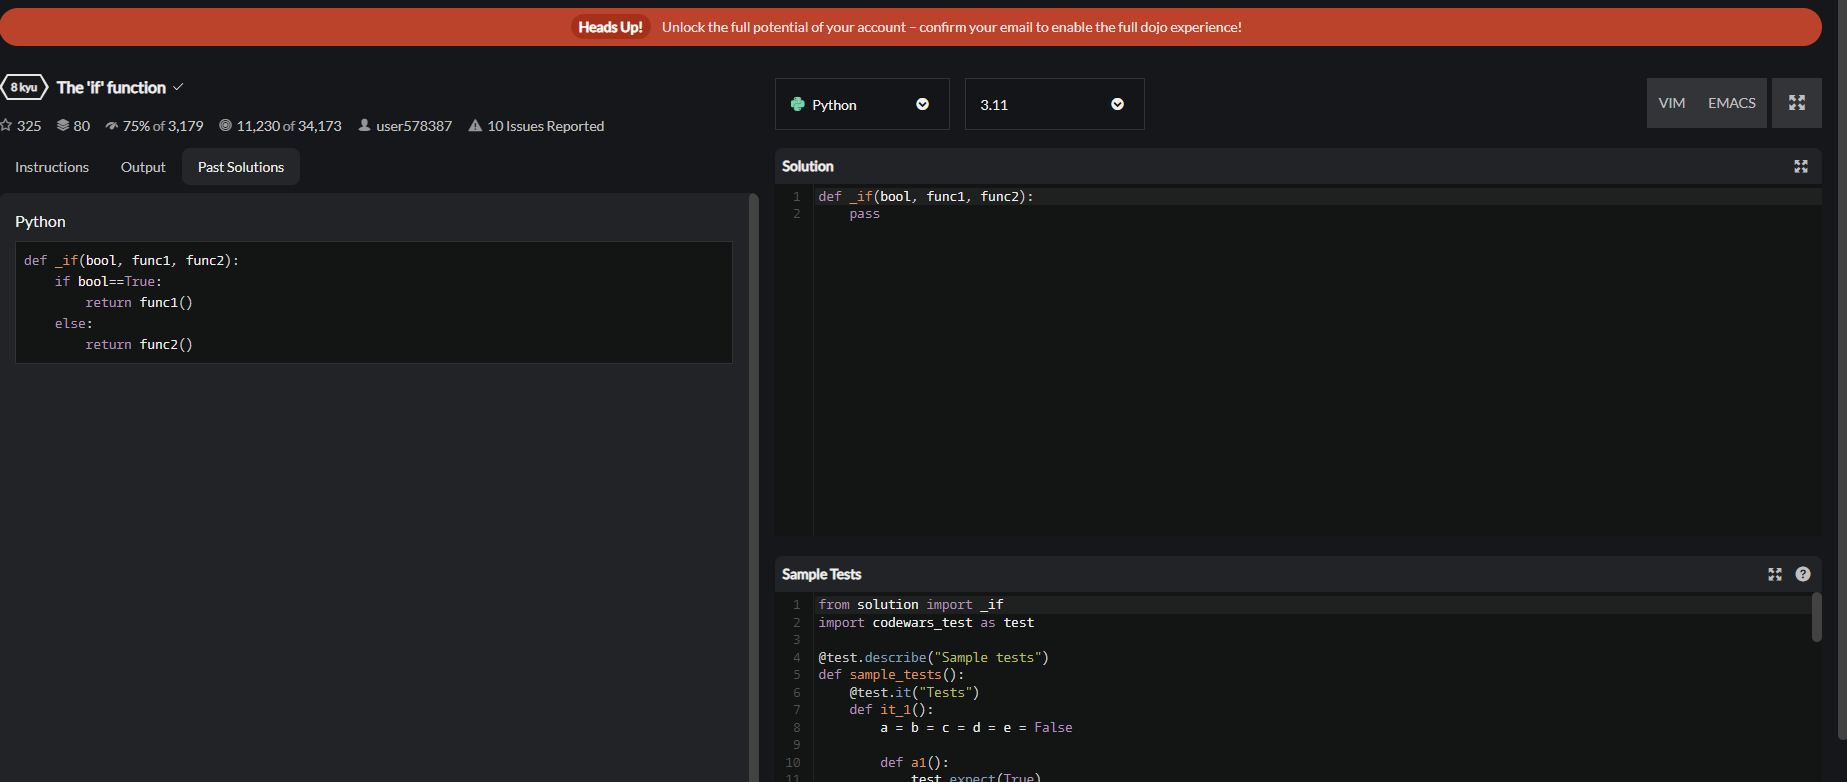 Heads Up! Unlock the full potential of your account – confirm your email to enable the full dojo experience!
8 kyu The 'if' function
325 80 75% of 3,179 11,230 of 34,173 user578387 10 Issues Reported
Instructions Output Past Solutions
Python
def _if(bool, func1, func2):
    if bool==True:
        return func1()
    else:
        return func2()
Python 3.11 VIM EMACS
Solution
1 def _if(bool, func1, func2):
2     pass
Sample Tests ?
1 from solution import _if
2 import codewars_test as test
3
4 @test.describe("Sample tests")
5 def sample_tests():
6     @test.it("Tests")
7     def it_1():
8         a = b = c = d = e = False
9
10         def a1():
11             test.expect(True)